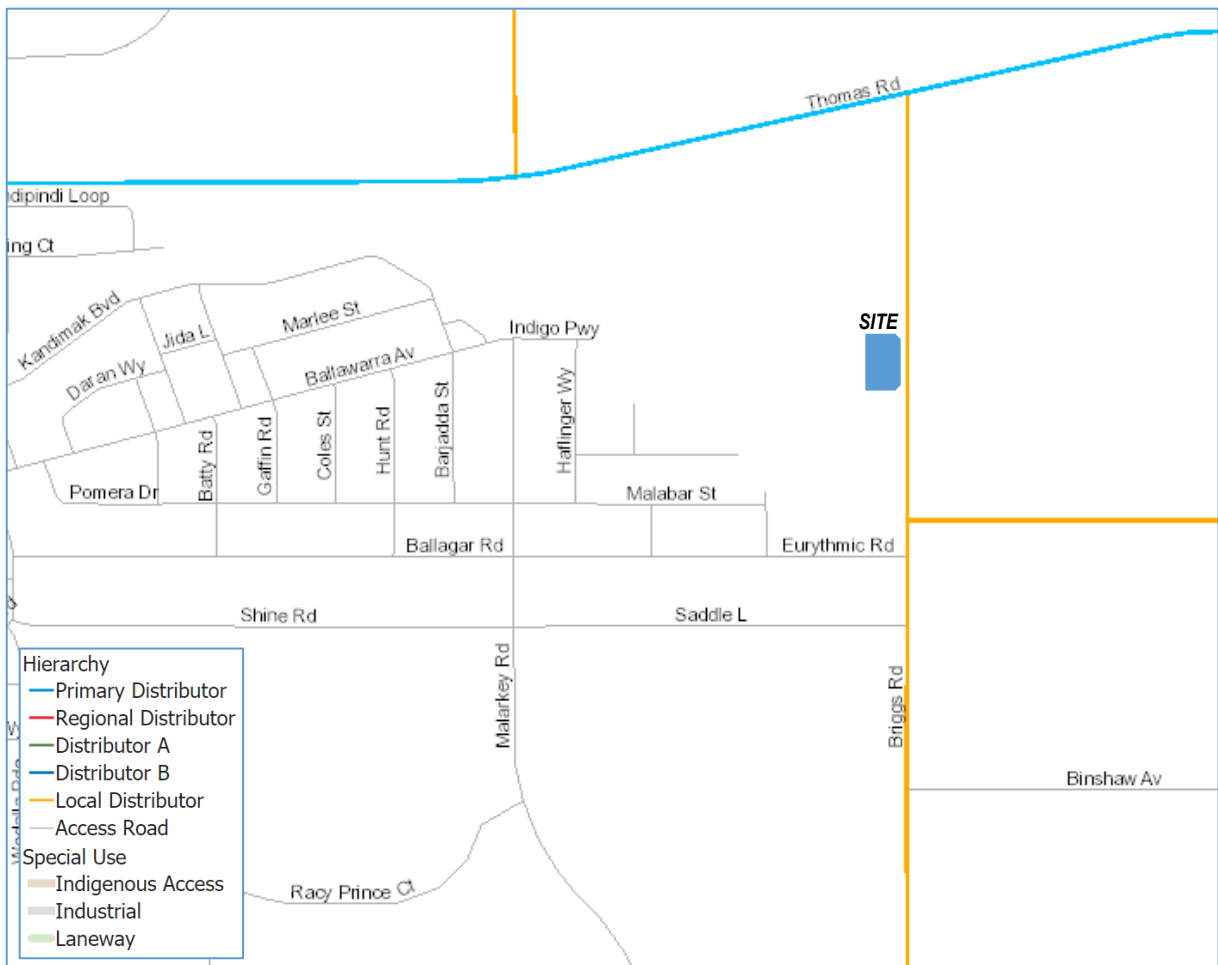 Thomas Rd
dipindi Loop
ing Ct
Kandimak Bvd
Jida L
Marlee St
Indigo Pwy
SITE
Daran Wy
Ballawarra Av
Batty Rd
Gaffin Rd
Coles St
Hunt Rd
Barjadda St
Haflinger Wy
Pomera Dr
Malabar St
Ballagar Rd
Eurythmic Rd
Shine Rd
Saddle L
Malarkey Rd
Briggs Rd
Binshaw Av
Racy Prince Ct
Hierarchy
Primary Distributor
Regional Distributor
Distributor A
Distributor B
Local Distributor
Access Road
Special Use
Indigenous Access
Industrial
Laneway